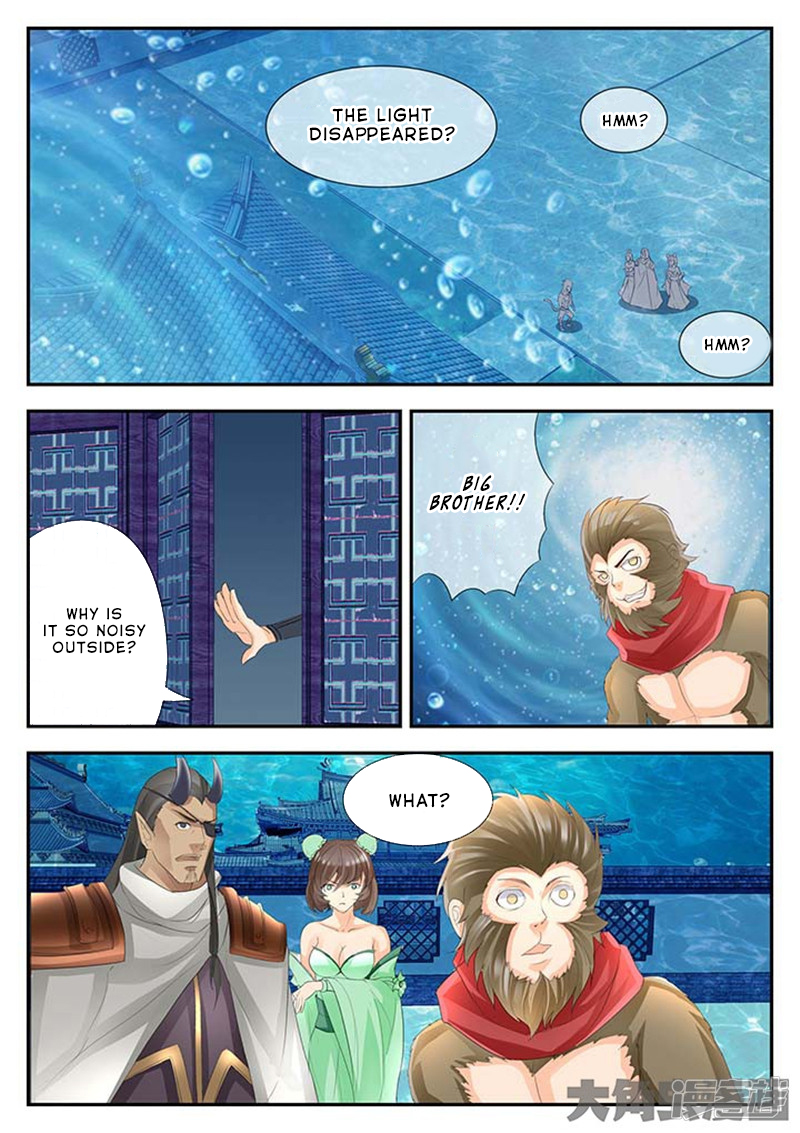 THE LIGHT
DISAPPEARED?
HMM?
HMM?
WHY IS
IT SO NOISY
OUTSIDE?
BIG
BROTHER!!
WHAT?